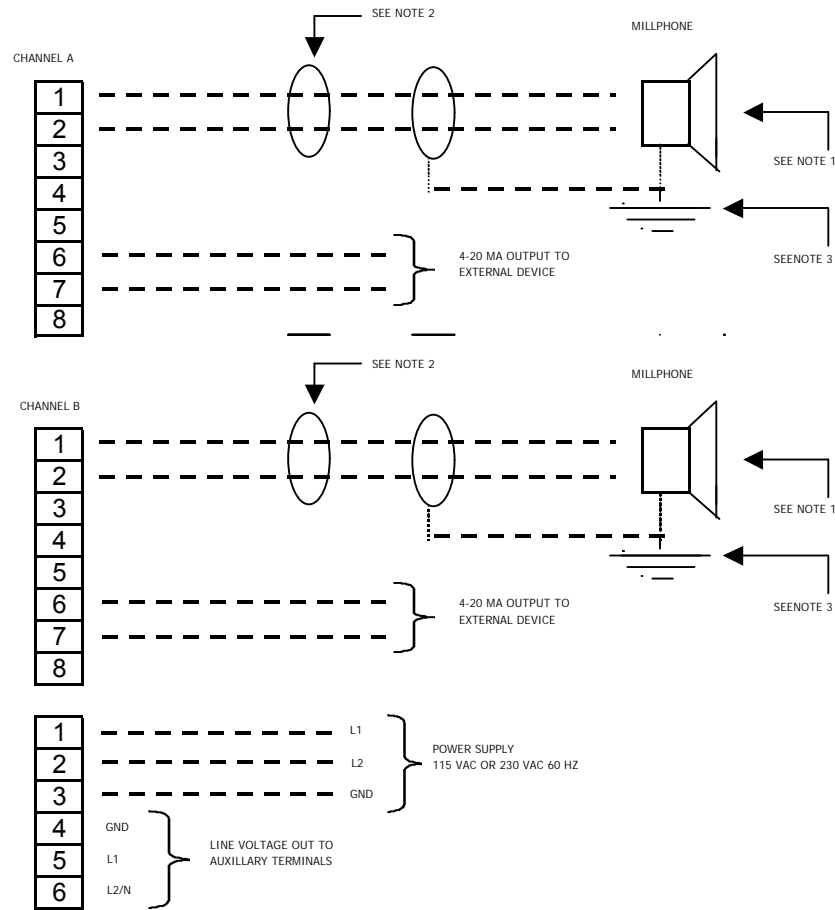 SEE NOTE 2
MILLPHONE
CHANNEL A
1
2
3
4
5
6
7
8
SEE NOTE 1
SEENOTE 3
4-20 MA OUTPUT TO
EXTERNAL DEVICE
SEE NOTE 2
MILLPHONE
CHANNEL B
1
2
3
4
5
6
7
8
SEE NOTE 1
SEENOTE 3
4-20 MA OUTPUT TO
EXTERNAL DEVICE
1
2
3
4
5
6
L1
L2
GND
POWER SUPPLY
115 VAC OR 230 VAC 60 HZ
GND
L1
L2/N
LINE VOLTAGE OUT TO
AUXILLARY TERMINALS